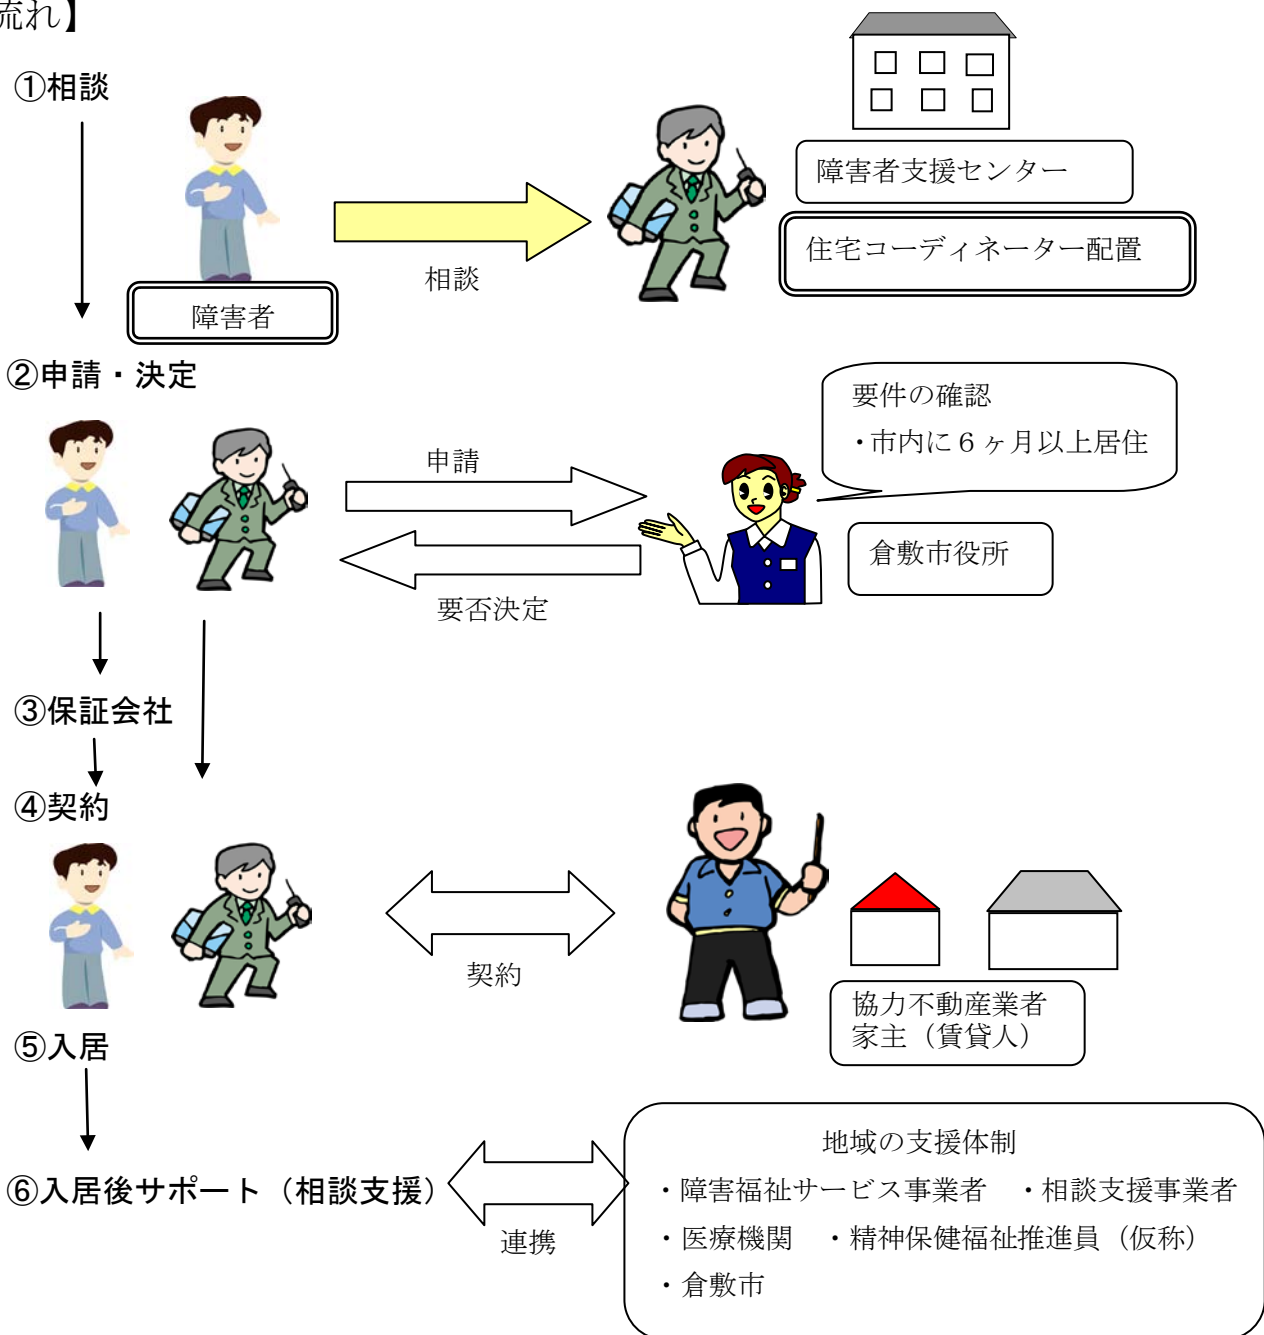 流れ】
①相談
障害者支援センター
住宅コーディネーター配置
相談
障害者
②申請・決定
要件の確認
・市内に６ヶ月以上居住
申請
倉敷市役所
要否決定
③保証会社
④契約
契約
協力不動産業者
家主（賃貸人）
⑤入居
地域の支援体制
⑥入居後サポート（相談支援）
・障害福祉サービス事業者　・相談支援事業者
連携
・医療機関　・精神保健福祉推進員（仮称）
・倉敷市